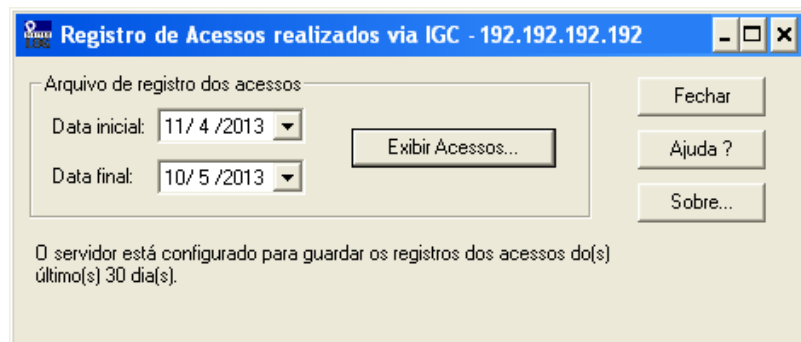 Registro de Acessos realizados via IGC - 192.192.192.192
Arquivo de registro dos acessos
Data inicial: 11/ 4 /2013
Exibir Acessos...
Data final: 10/ 5 /2013
Fechar
Ajuda ?
Sobre...
O servidor está configurado para guardar os registros dos acessos do(s)
último(s) 30 dia(s).